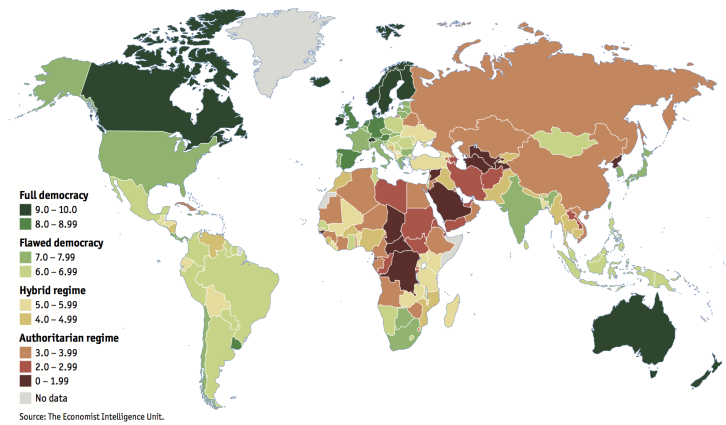 Full democracy
9.0 – 10.0
8.0 – 8.99
Flawed democracy
7.0 – 7.99
6.0 – 6.99
Hybrid regime
5.0 – 5.99
4.0 – 4.99
Authoritarian regime
3.0 – 3.99
2.0 – 2.99
0 – 1.99
No data
Source: The Economist Intelligence Unit.